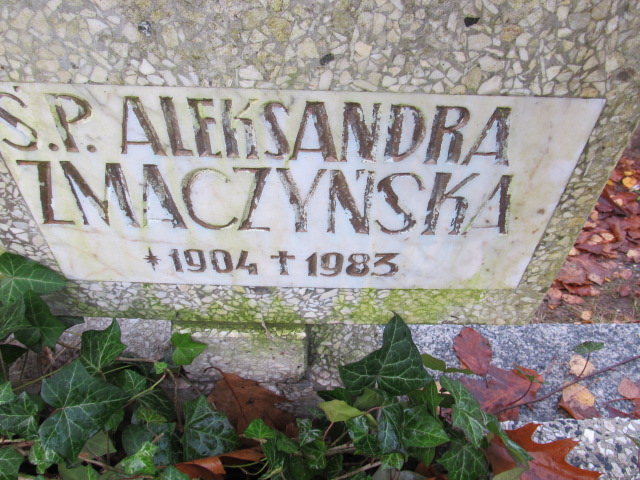 Ś.P. ALEKSANDRA
ZMACZYŃSKA
* 1904 † 1983